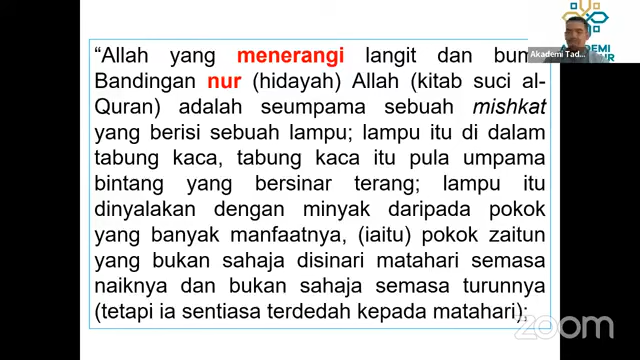 “Allah yang menerangi langit dan bumi
Bandingan nur (hidayah) Allah (kitab suci al-
Quran) adalah seumpama sebuah mishkat
yang berisi sebuah lampu; lampu itu di dalam
tabung kaca, tabung kaca itu pula umpama
bintang yang bersinar terang; lampu itu
dinyalakan dengan minyak daripada pokok
yang banyak manfaatnya, (iaitu) pokok zaitun
yang bukan sahaja disinari matahari semasa
naiknya dan bukan sahaja semasa turunnya
(tetapi ia sentiasa terdedah kepada matahari);
Akademi Tad...
zoom